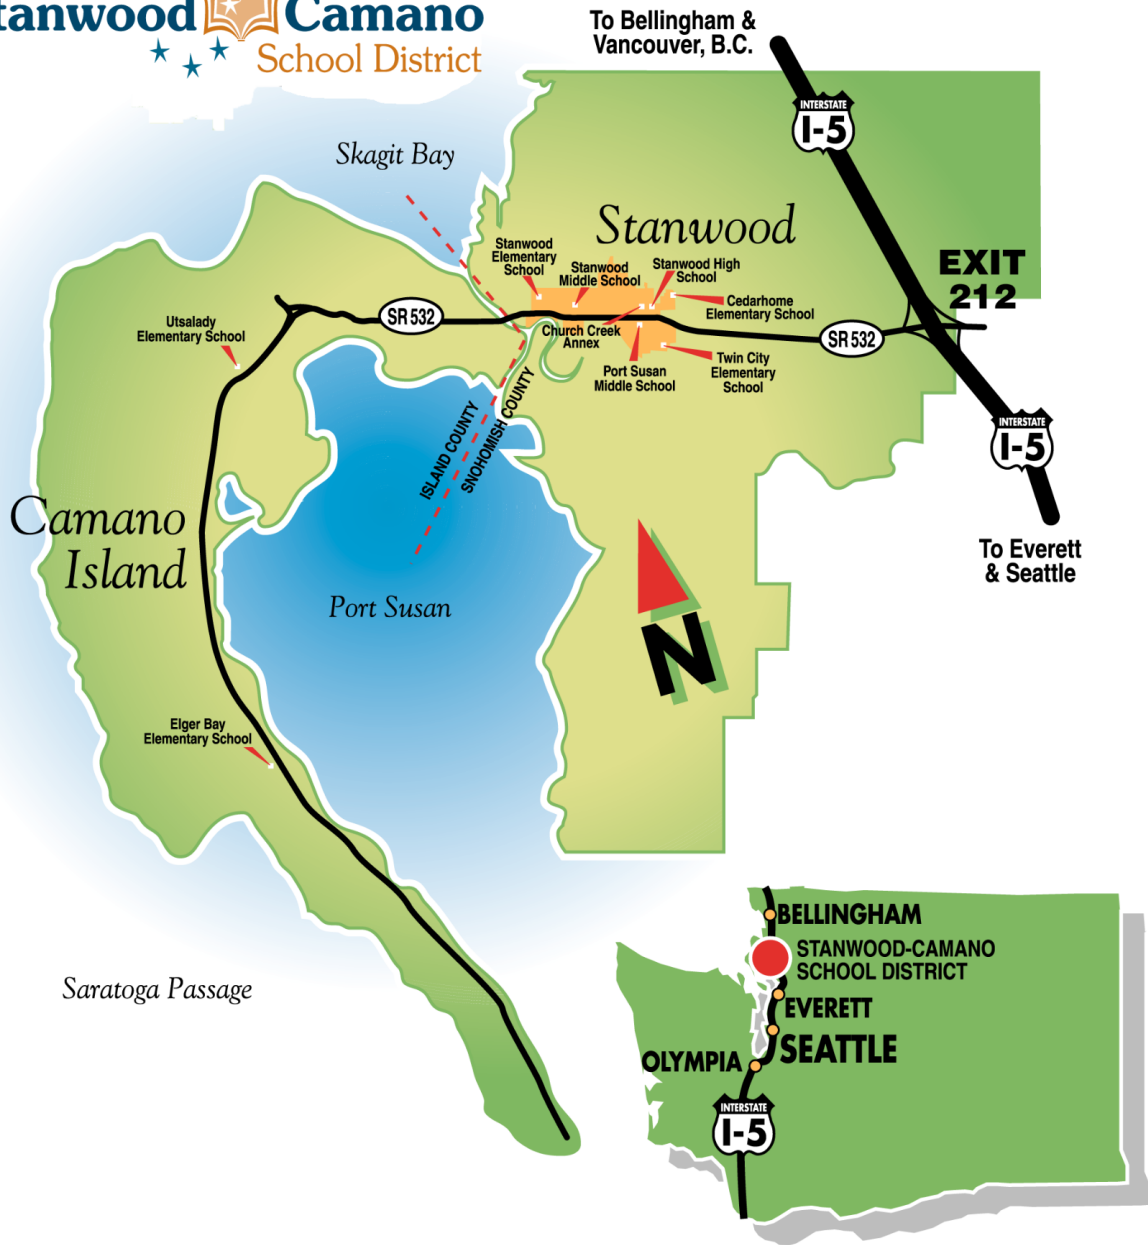 tanwood Camano
School District
To Bellingham &
Vancouver, B.C.
INTERSTATE
I-5
Skagit Bay
Stanwood
Stanwood
Elementary
School
Stanwood
Middle School
Stanwood High
School
EXIT
212
Cedarhome
Elementary School
SR 532
Utsalady
Elementary School
Church Creek
Annex
SR 532
Twin City
Elementary
School
Port Susan
Middle School
ISLAND COUNTY
SNOHOMISH COUNTY
INTERSTATE
I-5
Camano
Island
To Everett
& Seattle
Port Susan
N
Elger Bay
Elementary School
Saratoga Passage
BELLINGHAM
STANWOOD-CAMANO
SCHOOL DISTRICT
EVERETT
SEATTLE
OLYMPIA
INTERSTATE
I-5